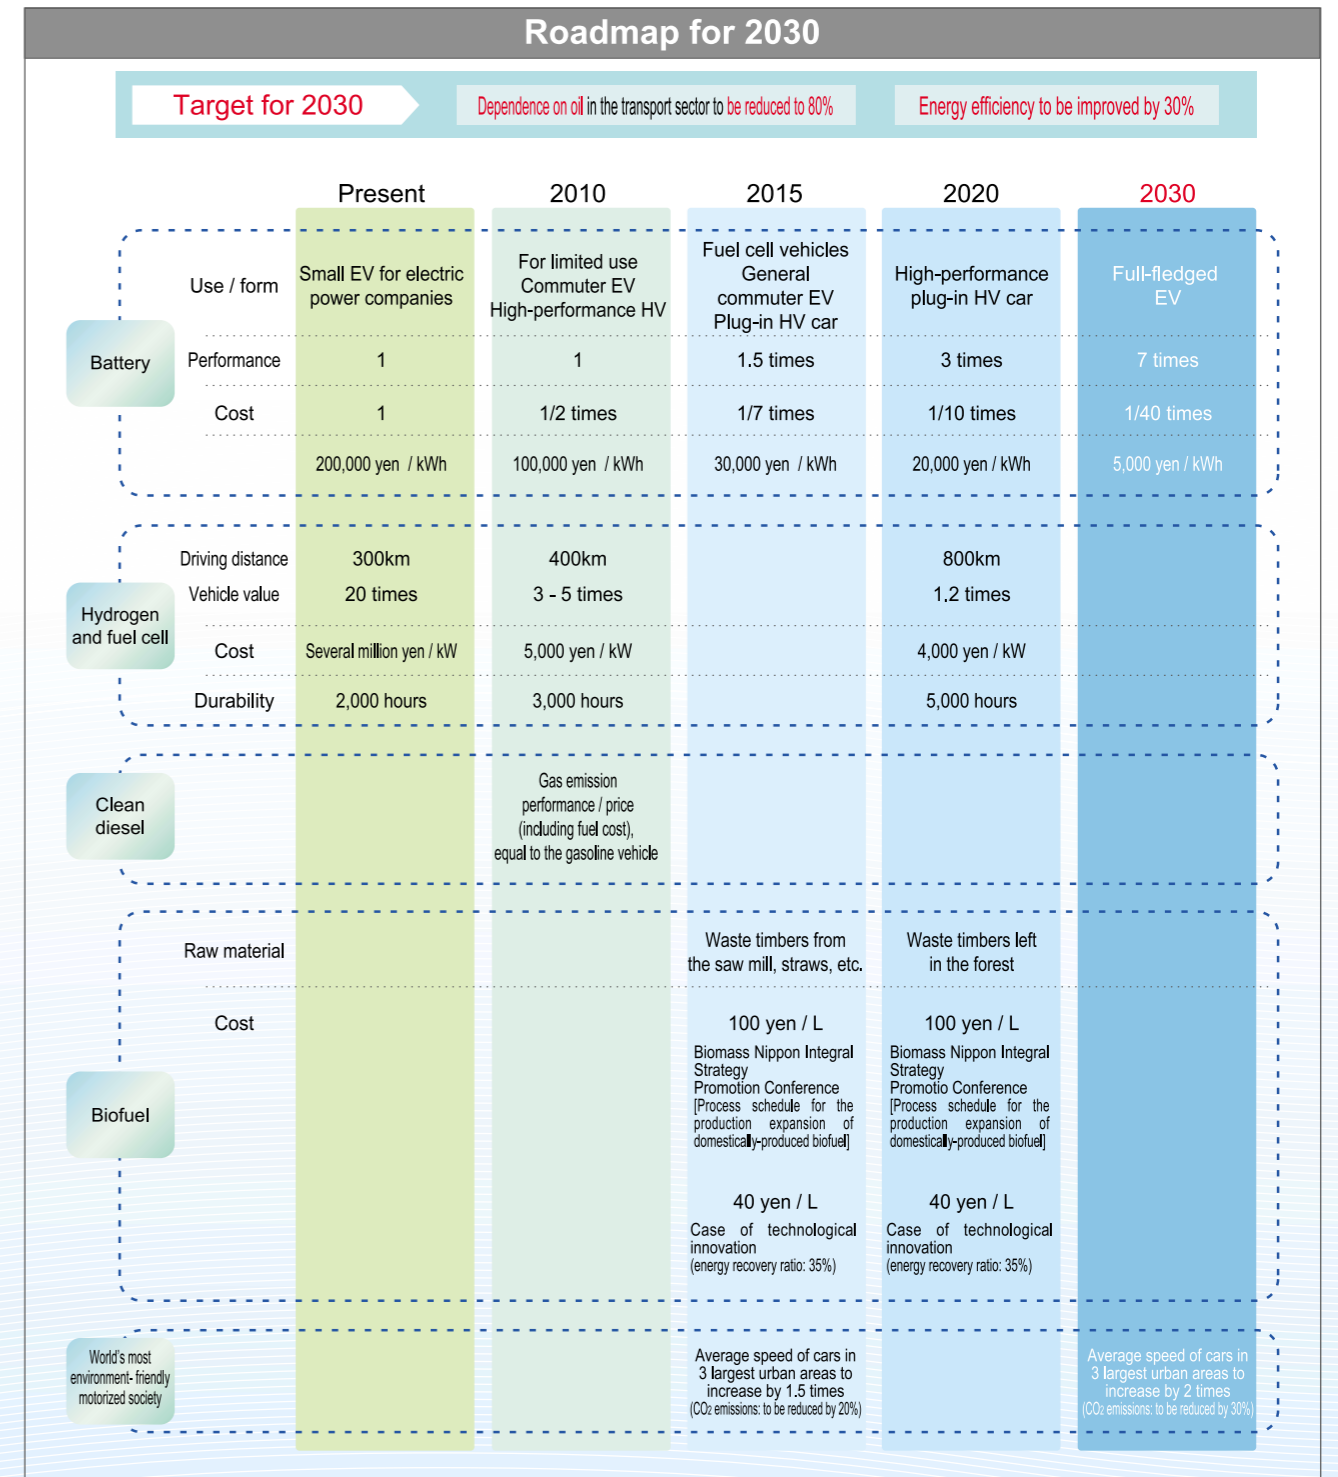 Roadmap for 2030
Target for 2030
Dependence on oil in the transport sector to be reduced to 80%
Energy efficiency to be improved by 30%
Present
2010
2015
2020
2030
Battery
Use / form
Small EV for electric
power companies
For limited use
Commuter EV
High-performance HV
Fuel cell vehicles
General
commuter EV
Plug-in HV car
High-performance
plug-in HV car
Full-fledged
EV
Performance
1
1
1.5 times
3 times
7 times
Cost
1
1/2 times
1/7 times
1/10 times
1/40 times
200,000 yen / kWh
100,000 yen / kWh
30,000 yen / kWh
20,000 yen / kWh
5,000 yen / kWh
Hydrogen
and fuel cell
Driving distance
300km
400km
800km
Vehicle value
20 times
3 - 5 times
1.2 times
Cost
Several million yen / kW
5,000 yen / kW
4,000 yen / kW
Durability
2,000 hours
3,000 hours
5,000 hours
Clean
diesel
Gas emission
performance / price
(including fuel cost),
equal to the gasoline vehicle
Biofuel
Raw material
Waste timbers from
the saw mill, straws, etc.
Waste timbers left
in the forest
Cost
100 yen / L
Biomass Nippon Integral
Strategy
Promotion Conference
[Process schedule for the
production expansion of
domestically-produced biofuel]
40 yen / L
Case of technological
innovation
(energy recovery ratio: 35%)
100 yen / L
Biomass Nippon Integral
Strategy
Promotio Conference
[Process schedule for the
production expansion of
domestically-produced biofuel]
40 yen / L
Case of technological
innovation
(energy recovery ratio: 35%)
World's most
environment- friendly
motorized society
Average speed of cars in
3 largest urban areas to
increase by 1.5 times
(CO2 emissions: to be reduced by 20%)
Average speed of cars in
3 largest urban areas to
increase by 2 times
(CO2 emissions: to be reduced by 30%)